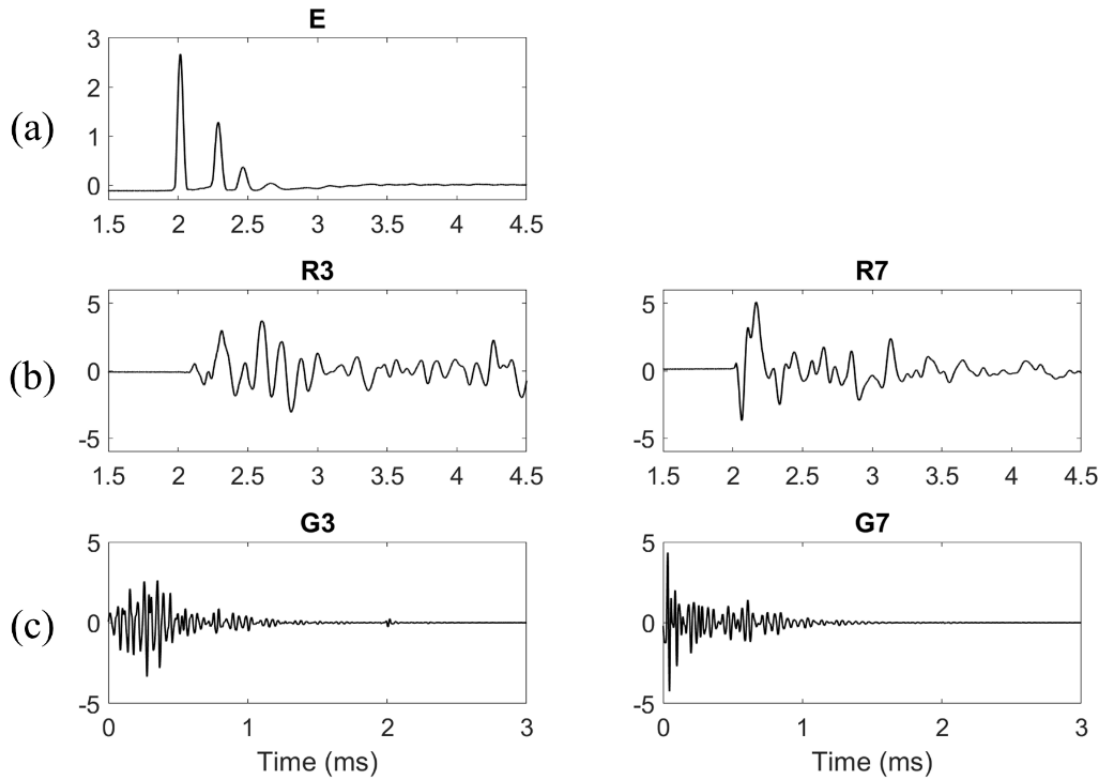 E
(a)
3
2
1
0
1.5 2 2.5 3 3.5 4 4.5
R3 R7
(b)
5 5
0 0
-5 -5
1.5 2 2.5 3 3.5 4 4.5 1.5 2 2.5 3 3.5 4 4.5
G3 G7
(c)
5 5
0 0
-5 -5
0 1 2 3 0 1 2 3
Time (ms) Time (ms)